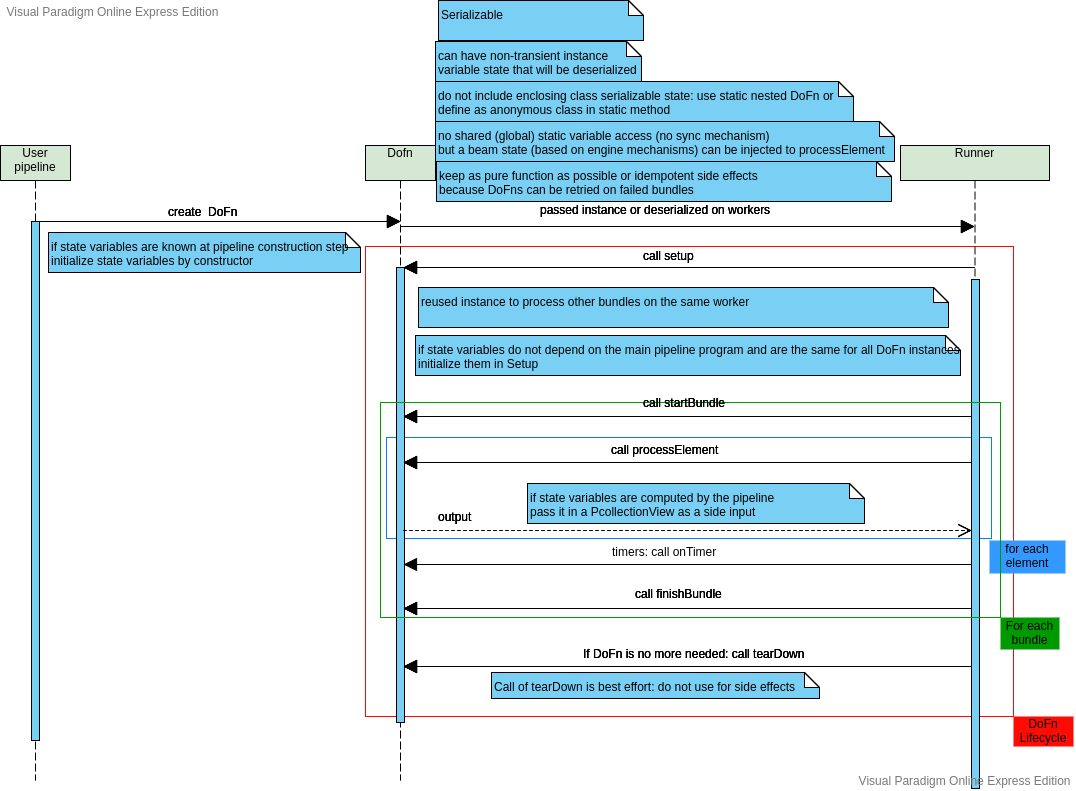 Visual Paradigm Online Express Edition
Serializable
can have non-transient instance
variable state that will be deserialized
do not include enclosing class serializable state: use static nested DoFn or
define as anonymous class in static method
no shared (global) static variable access (no sync mechanism)
but a beam state (based on engine mechanisms) can be injected to processElement
User
pipeline
Dofn
Runner
keep as pure function as possible or idempotent side effects
because DoFns can be retried on failed bundles
create DoFn
passed instance or deserialized on workers
if state variables are known at pipeline construction step
initialize state variables by constructor
call setup
reused instance to process other bundles on the same worker
if state variables do not depend on the main pipeline program and are the same for all DoFn instances
initialize them in Setup
call startBundle
call processElement
if state variables are computed by the pipeline
pass it in a PcollectionView as a side input
output
for each
element
timers: call onTimer
call finishBundle
For each
bundle
If DoFn is no more needed: call tearDown
Call of tearDown is best effort: do not use for side effects
DoFn
Lifecycle
Visual Paradigm Online Express Edition